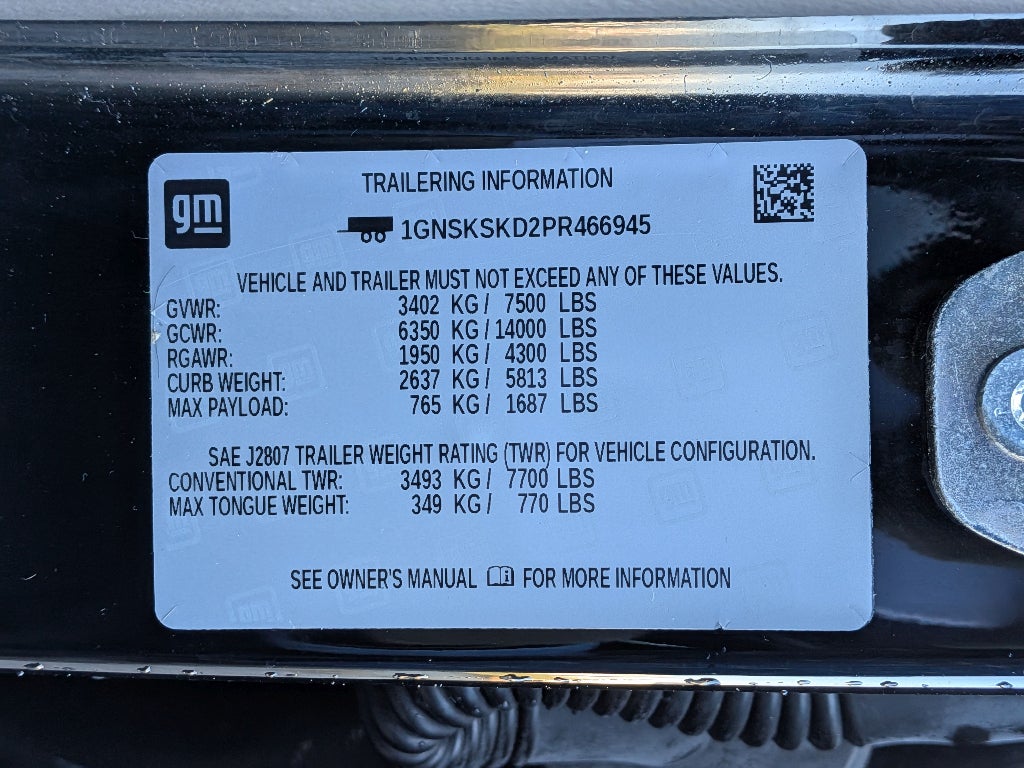 gm
TRAILERING INFORMATION
1GNSKSKD2PR466945
VEHICLE AND TRAILER MUST NOT EXCEED ANY OF THESE VALUES.
GVWR: 3402 KG / 7500 LBS
GCWR: 6350 KG / 14000 LBS
RGAWR: 1950 KG / 4300 LBS
CURB WEIGHT: 2637 KG / 5813 LBS
MAX PAYLOAD: 765 KG / 1687 LBS
SAE J2807 TRAILER WEIGHT RATING (TWR) FOR VEHICLE CONFIGURATION.
CONVENTIONAL TWR: 3493 KG / 7700 LBS
MAX TONGUE WEIGHT: 349 KG / 770 LBS
SEE OWNER'S MANUAL FOR MORE INFORMATION